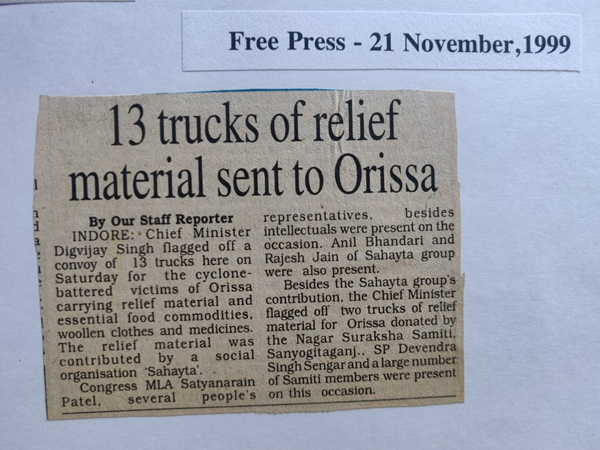 Free Press - 21 November,1999
13 trucks of relief
material sent to Orissa
By Our Staff Reporter
INDORE: Chief Minister
Digvijay Singh flagged off a
convoy of 13 trucks here on
Saturday for the cyclone-
battered victims of Orissa
carrying relief material and
essential food commodities,
woollen clothes and medicines.
The relief material was
contributed by a social
organisation 'Sahayta'.
Congress MLA Satyanarain
Patel, several people's
representatives, besides
intellectuals were present on the
occasion. Anil Bhandari and
Rajesh Jain of Sahayta group
were also present.
Besides the Sahayta group's
contribution, the Chief Minister
flagged off two trucks of relief
material for Orissa donated by
the Nagar Suraksha Samiti,
Sanyogitaganj., SP Devendra
Singh Sengar and a large number
of Samiti members were present
on this occasion.